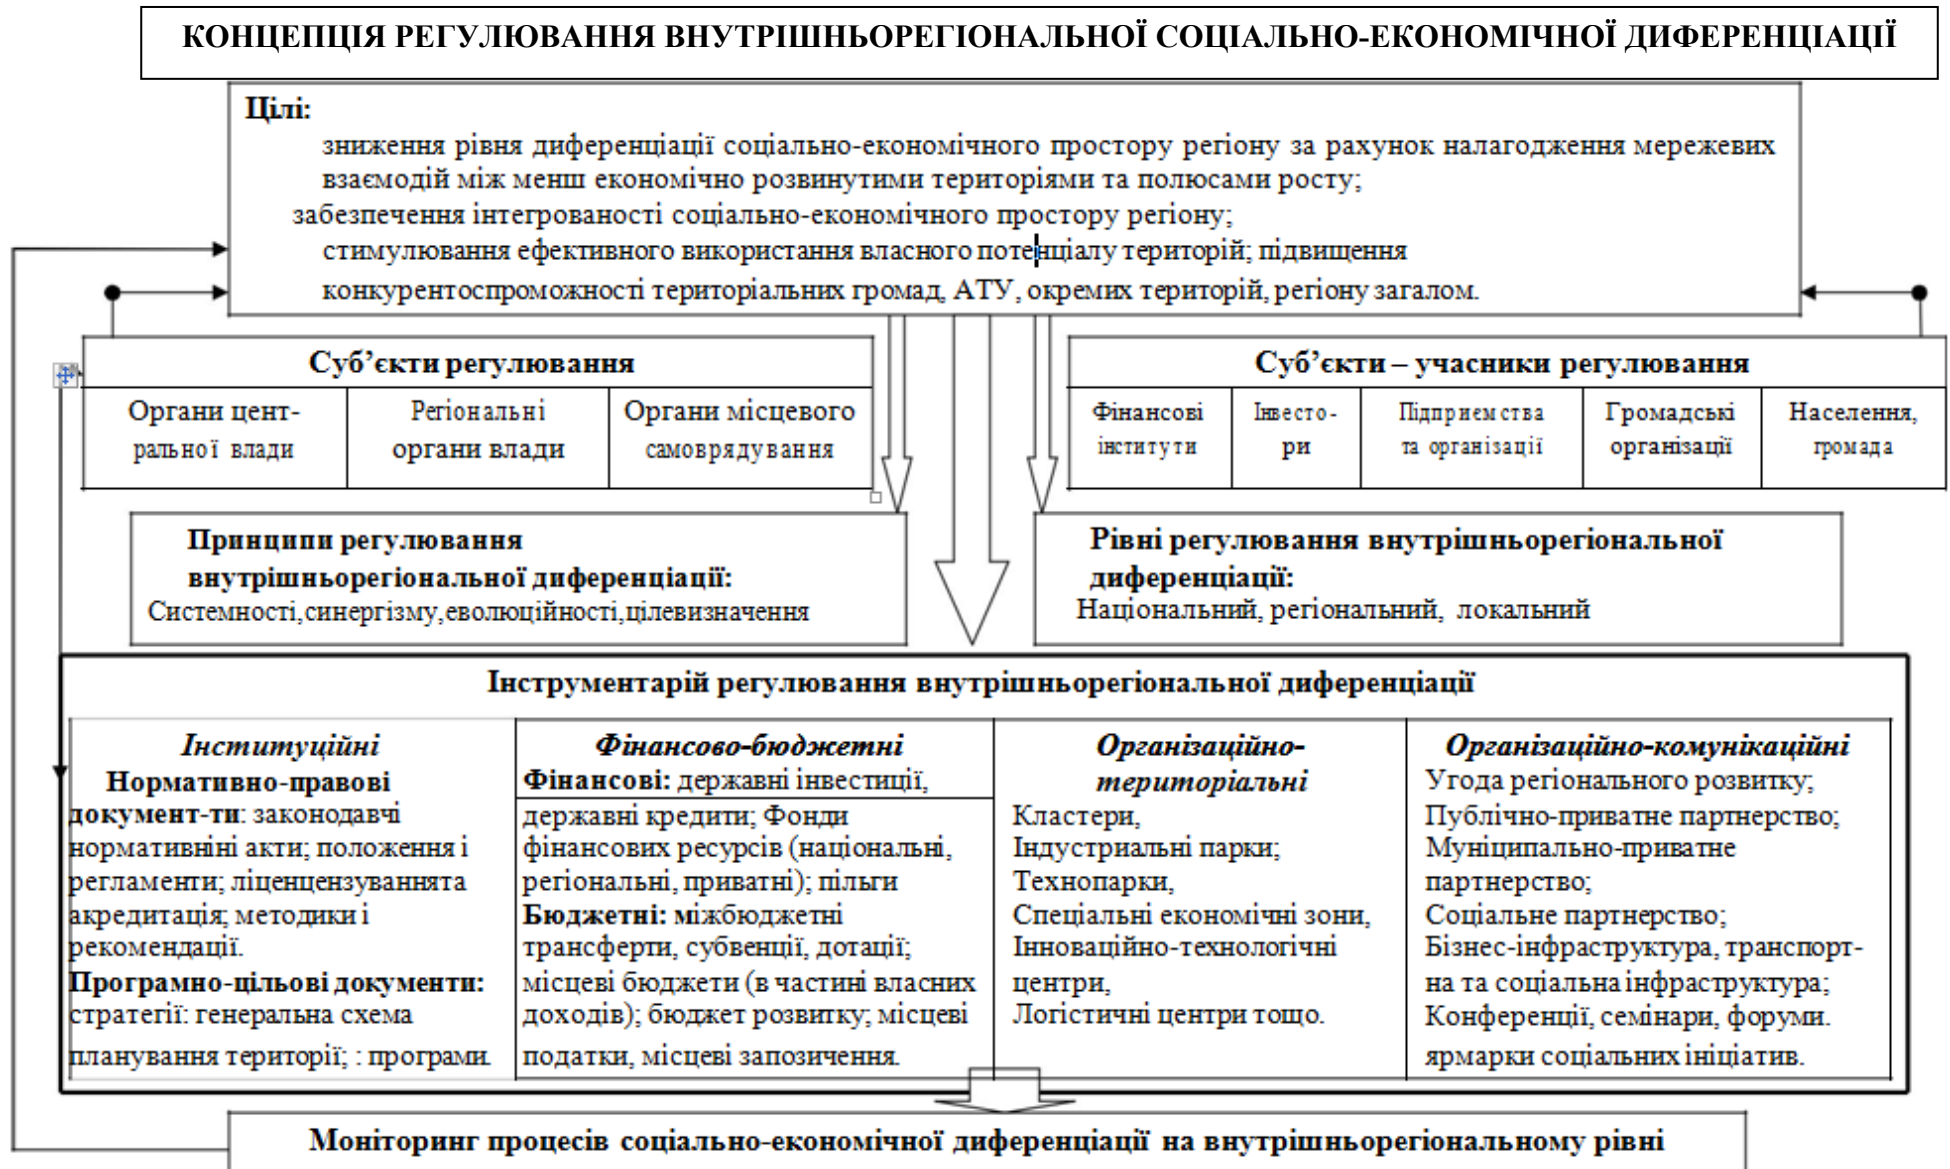 КОНЦЕПЦІЯ РЕГУЛЮВАННЯ ВНУТРІШНЬОРЕГІОНАЛЬНОЇ СОЦІАЛЬНО-ЕКОНОМІЧНОЇ ДИФЕРЕНЦІАЦІЇ
Цілі:
зниження рівня диференціації соціально-економічного простору регіону за рахунок налагодження мережевих
взаємодій між менш економічно розвинутими територіями та полюсами росту;
забезпечення інтегрованості соціально-економічного простору регіону;
стимулювання ефективного використання власного потенціалу територій; підвищення
конкурентоспроможності територіальних громад, АТУ, окремих територій, регіону загалом.
Суб’єкти регулювання
Органи цент-
ральної влади
Регіональні
органи влади
Органи місцевого
самоврядування
Суб’єкти – учасники регулювання
Фінансові
інститути
Інвесто-
ри
Підприємства
та організації
Громадські
організації
Населення,
громада
Принципи регулювання
внутрішньорегіональної диференціації:
Системності,синергізму,еволюційності,цілевизначення
Рівні регулювання внутрішньорегіональної
диференціації:
Національний, регіональний, локальний
Інструментарій регулювання внутрішньорегіональної диференціації
Інституційні
Нормативно-правові
документ-ти: законодавчі
нормативніні акти; положення і
регламенти; ліценцензуваннята
акредитація; методики і
рекомендації.
Програмно-цільові документи:
стратегії: генеральна схема
планування території; : програми.
Фінансово-бюджетні
Фінансові: державні інвестиції,
державні кредити; Фонди
фінансових ресурсів (національні,
регіональні, приватні); пільги
Бюджетні: міжбюджетні
трансферти, субвенції, дотації;
місцеві бюджети (в частині власних
доходів); бюджет розвитку; місцеві
податки, місцеві запозичення.
Організаційно-
територіальні
Кластери,
Індустриальні парки;
Технопарки,
Спеціальні економічні зони,
Інноваційно-технологічні
центри,
Логістичні центри тощо.
Організаційно-комунікаційні
Угода регіонального розвитку;
Публічно-приватне партнерство;
Муніципально-приватне
партнерство;
Соціальне партнерство;
Бізнес-інфраструктура, транспорт-
на та соціальна інфраструктура;
Конференції, семінари, форуми.
ярмарки соціальних ініціатив.
Моніторинг процесів соціально-економічної диференціації на внутрішньорегіональному рівні